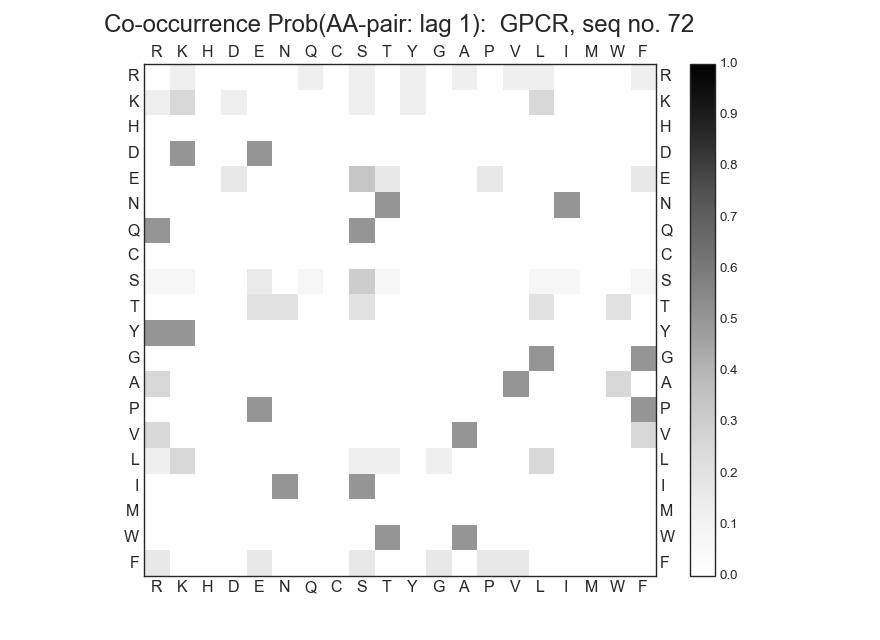 Co-occurrence Prob(AA-pair: lag 1):  GPCR, seq no. 72
R K H D E N Q C S T Y G A P V L I M W F
R R 1.0
K K 0.9
H H
D D 0.8
E E
N N 0.7
Q Q 0.6
C C
S S 0.5
T T
Y Y
G G 0.4
A A
P P 0.3
V V
L L 0.2
I I
M M 0.1
W W
F F 0.0
R K H D E N Q C S T Y G A P V L I M W F